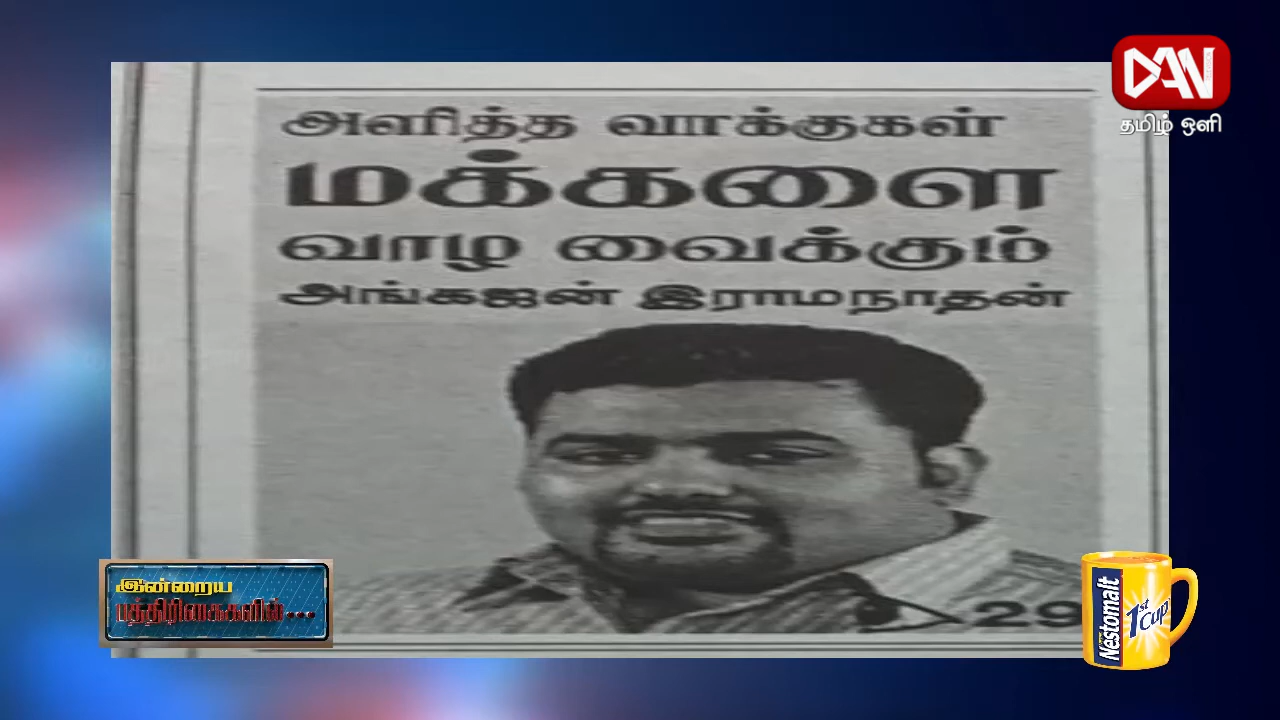 DAN
தமிழ் ஒளி
அளித்த வாக்குகள்
மக்களை
வாழ வைக்கும்
அங்கஜன் இராமநாதன்
29
இன்றைய
பத்திரிகைகளில்...
Nestomalt
1st
Cup